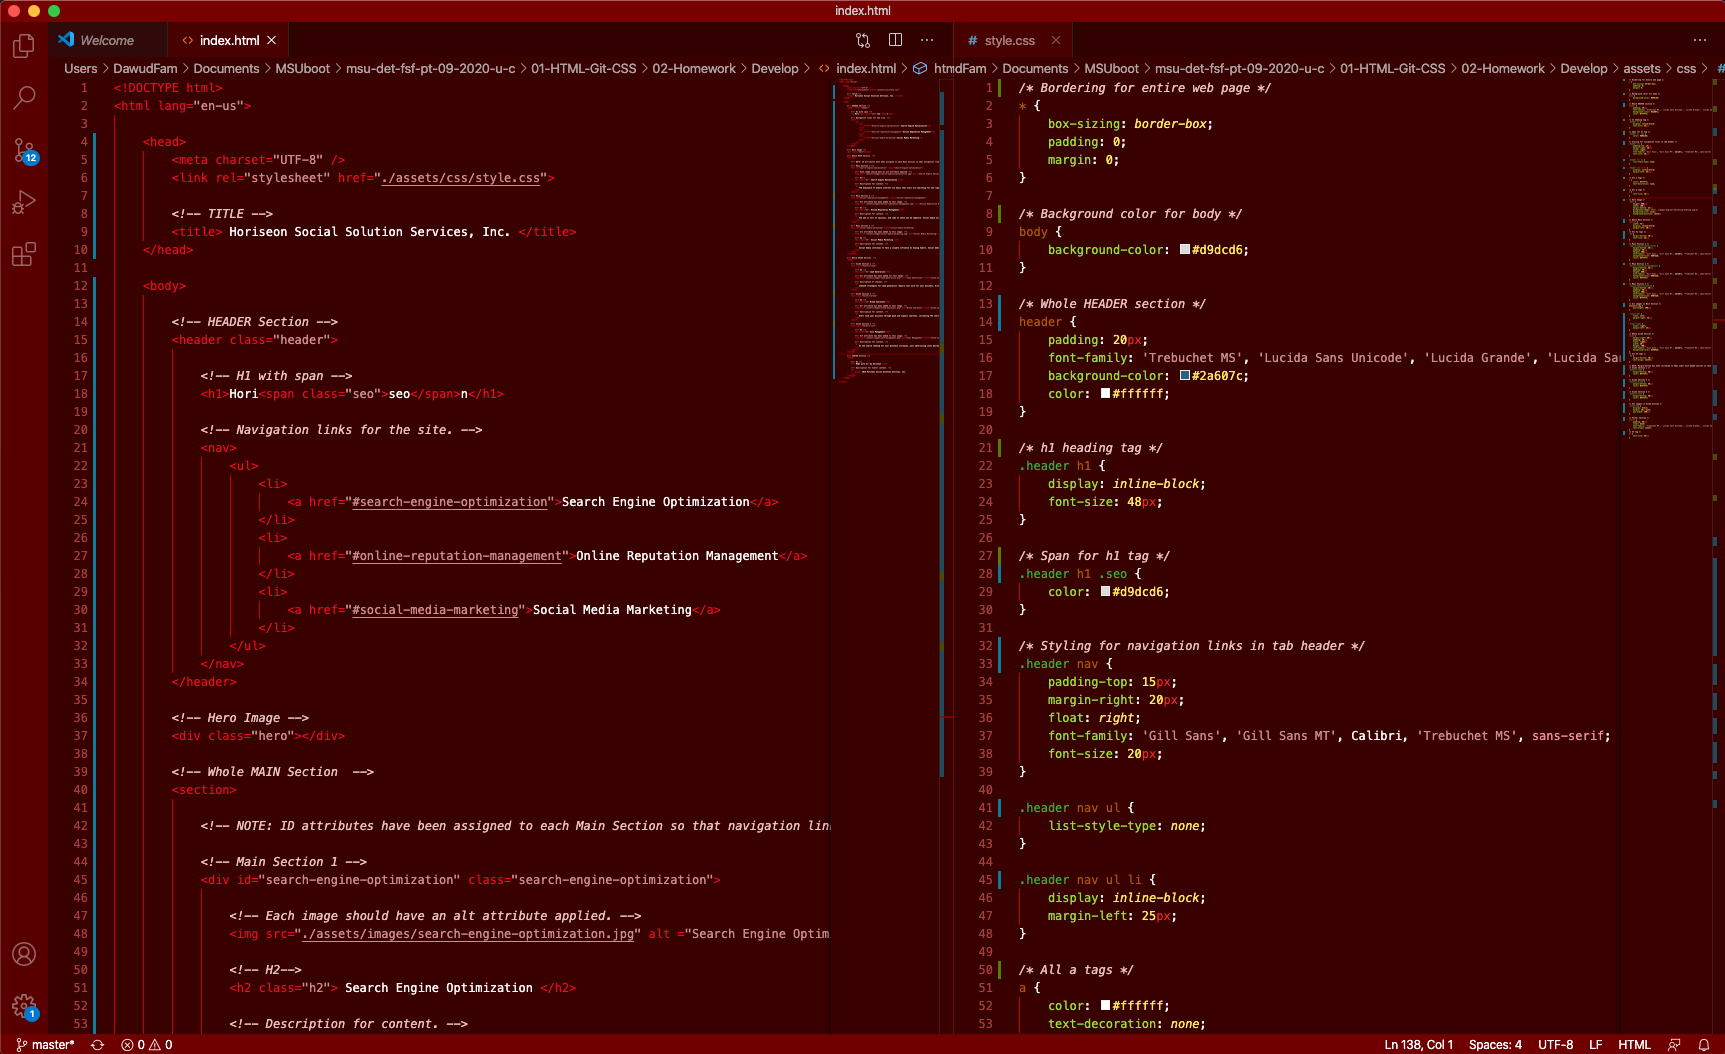 index.html
Welcome
index.html
style.css
Users > DawudFam > Documents > MSUboot > msu-det-fsf-pt-09-2020-u-c > 01-HTML-Git-CSS > 02-Homework > Develop > index.html > html
dFam > Documents > MSUboot > msu-det-fsf-pt-09-2020-u-c > 01-HTML-Git-CSS > 02-Homework > Develop > assets > css >
12
1
1 <!DOCTYPE html>
2 <html lang="en-us">
3
4 <head>
5 <meta charset="UTF-8" />
6 <link rel="stylesheet" href="./assets/css/style.css">
7
8 <!-- TITLE -->
9 <title> Horiseon Social Solution Services, Inc. </title>
10 </head>
11
12 <body>
13
14 <!-- HEADER Section -->
15 <header class="header">
16
17 <!-- H1 with span -->
18 <h1>Hori<span class="seo">seo</span>n</h1>
19
20 <!-- Navigation links for the site. -->
21 <nav>
22 <ul>
23 <li>
24 <a href="#search-engine-optimization">Search Engine Optimization</a>
25 </li>
26 <li>
27 <a href="#online-reputation-management">Online Reputation Management</a>
28 </li>
29 <li>
30 <a href="#social-media-marketing">Social Media Marketing</a>
31 </li>
32 </ul>
33 </nav>
34 </header>
35
36 <!-- Hero Image -->
37 <div class="hero"></div>
38
39 <!-- Whole MAIN Section  -->
40 <section>
41
42 <!-- NOTE: ID attributes have been assigned to each Main Section so that navigation lin
43
44 <!-- Main Section 1 -->
45 <div id="search-engine-optimization" class="search-engine-optimization">
46
47 <!-- Each image should have an alt attribute applied. -->
48 <img src="./assets/images/search-engine-optimization.jpg" alt ="Search Engine Optim
49
50 <!-- H2-->
51 <h2 class="h2"> Search Engine Optimization </h2>
52
53 <!-- Description for content. -->
1 /* Bordering for entire web page */
2 * {
3 box-sizing: border-box;
4 padding: 0;
5 margin: 0;
6 }
7
8 /* Background color for body */
9 body {
10 background-color: #d9dcd6;
11 }
12
13 /* Whole HEADER section */
14 header {
15 padding: 20px;
16 font-family: 'Trebuchet MS', 'Lucida Sans Unicode', 'Lucida Grande', 'Lucida Sa
17 background-color: #2a607c;
18 color: #ffffff;
19 }
20
21 /* h1 heading tag */
22 .header h1 {
23 display: inline-block;
24 font-size: 48px;
25 }
26
27 /* Span for h1 tag */
28 .header h1 .seo {
29 color: #d9dcd6;
30 }
31
32 /* Styling for navigation links in tab header */
33 .header nav {
34 padding-top: 15px;
35 margin-right: 20px;
36 float: right;
37 font-family: 'Gill Sans', 'Gill Sans MT', Calibri, 'Trebuchet MS', sans-serif;
38 font-size: 20px;
39 }
40
41 .header nav ul {
42 list-style-type: none;
43 }
44
45 .header nav ul li {
46 display: inline-block;
47 margin-left: 25px;
48 }
49
50 /* All a tags */
51 a {
52 color: #ffffff;
53 text-decoration: none;
master* 0 0 Ln 138, Col 1 Spaces: 4 UTF-8 LF HTML